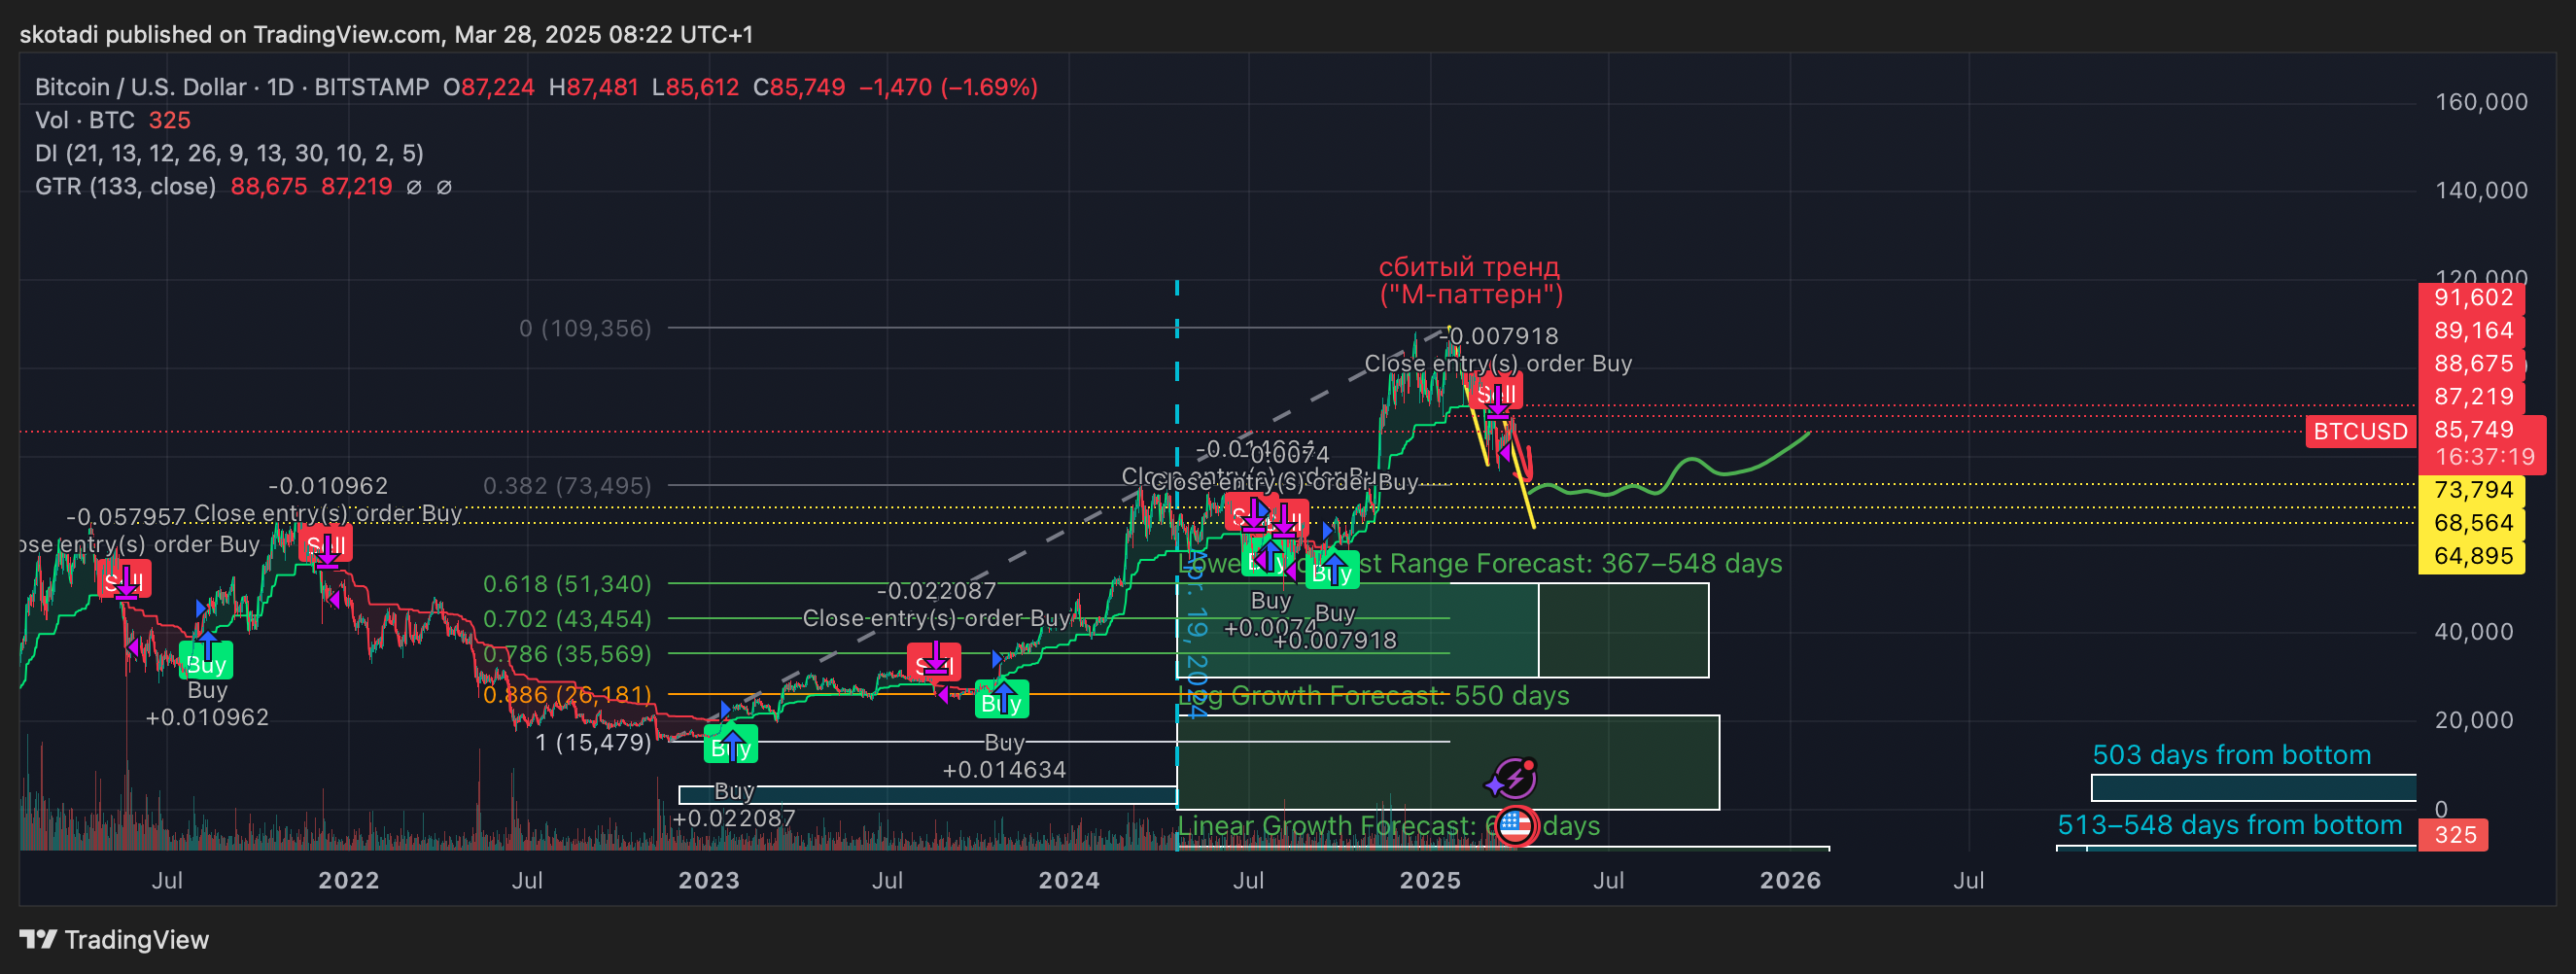 skotadi published on TradingView.com, Mar 28, 2025 08:22 UTC+1
Bitcoin / U.S. Dollar · 1D · BITSTAMP O87,224 H87,481 L85,612 C85,749 −1,470 (−1.69%)
Vol · BTC 325
DI (21, 13, 12, 26, 9, 13, 30, 10, 2, 5)
GTR (133, close) 88,675 87,219 ∅ ∅
160,000
140,000
120,000
сбитый тренд
("М-паттерн")
91,602
89,164
88,675
87,219
BTCUSD
85,749
16:37:19
73,794
68,564
64,895
0 (109,356)
-0.007918
Close entry(s) order Buy
Sell
-0.0074
Close entry(s) order Buy
0.382 (73,495)
-0.010962
Close entry(s) order Buy
-0.057957
entry(s) order Buy
Sell
Sell
Range Forecast: 367–548 days
0.618 (51,340)
0.702 (43,454)
0.786 (35,569)
0.886 (26,181)
1 (15,479)
-0.022087
Close entry(s) order Buy
Sell
Buy
Buy
+0.010962
Buy
Buy
+0.0074
Buy
Buy
+0.007918
Apr. 19, 2024
Log Growth Forecast: 550 days
Buy
Buy
+0.014634
Buy
Buy
+0.022087
Linear Growth Forecast: days
40,000
20,000
0
503 days from bottom
513–548 days from bottom
325
Jul
2022
Jul
2023
Jul
2024
Jul
2025
Jul
2026
Jul
TradingView